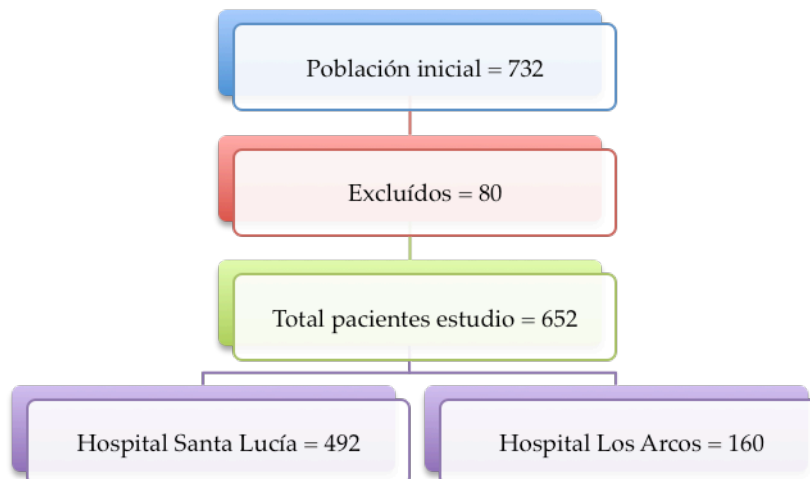 Población inicial = 732
Excluídos = 80
Total pacientes estudio = 652
Hospital Santa Lucía = 492
Hospital Los Arcos = 160